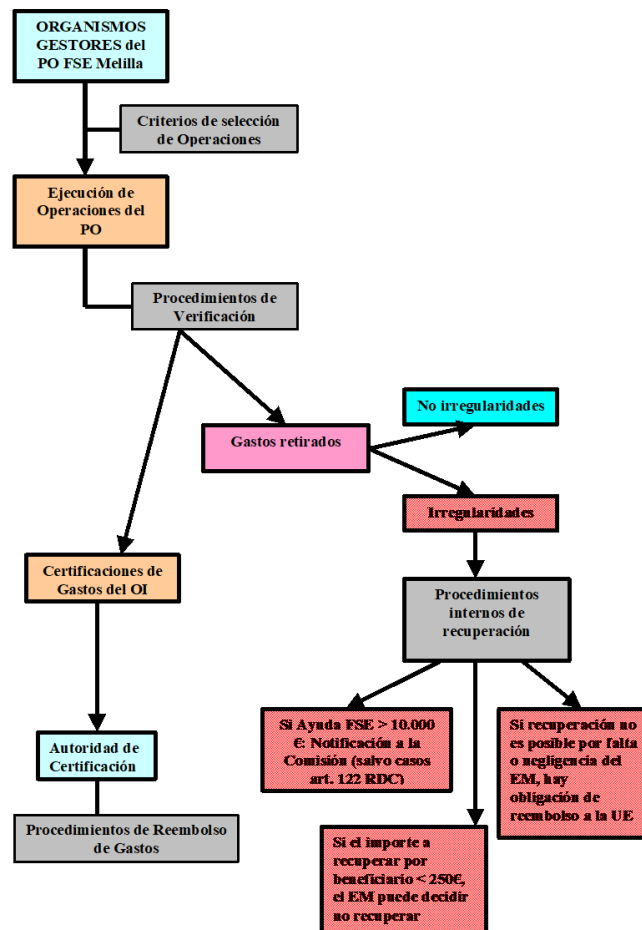 ORGANISMOS
GESTORES del
PO FSE Melilla
Criterios de selección
de Operaciones
Ejecución de
Operaciones del
PO
Procedimientos de
Verificación
No irregularidades
Gastos retirados
Irregularidades
Certificaciones de
Gastos del OI
Procedimientos
internos de
recuperación
Si Ayuda FSE > 10.000
€: Notificación a la
Comisión (salvo casos
art. 122 RDC)
Si recuperación no
es posible por falta
o negligencia del
EM, hay
obligación de
reembolso a la UE
Autoridad de
Certificación
Procedimientos de Reembolso
de Gastos
Si el importe a
recuperar por
beneficiario < 250€,
el EM puede decidir
no recuperar